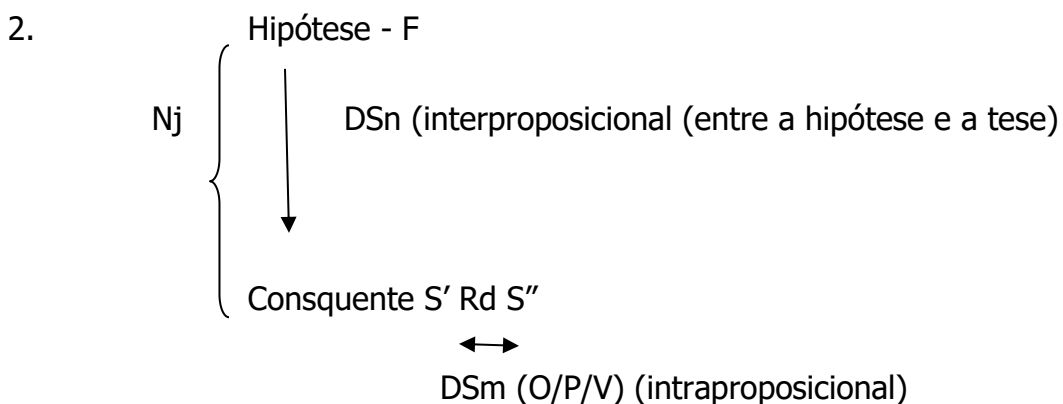 2. Hipótese - F
Nj DSn (interproposicional (entre a hipótese e a tese)
Consquente S′ Rd S″
DSm (O/P/V) (intraproposicional)